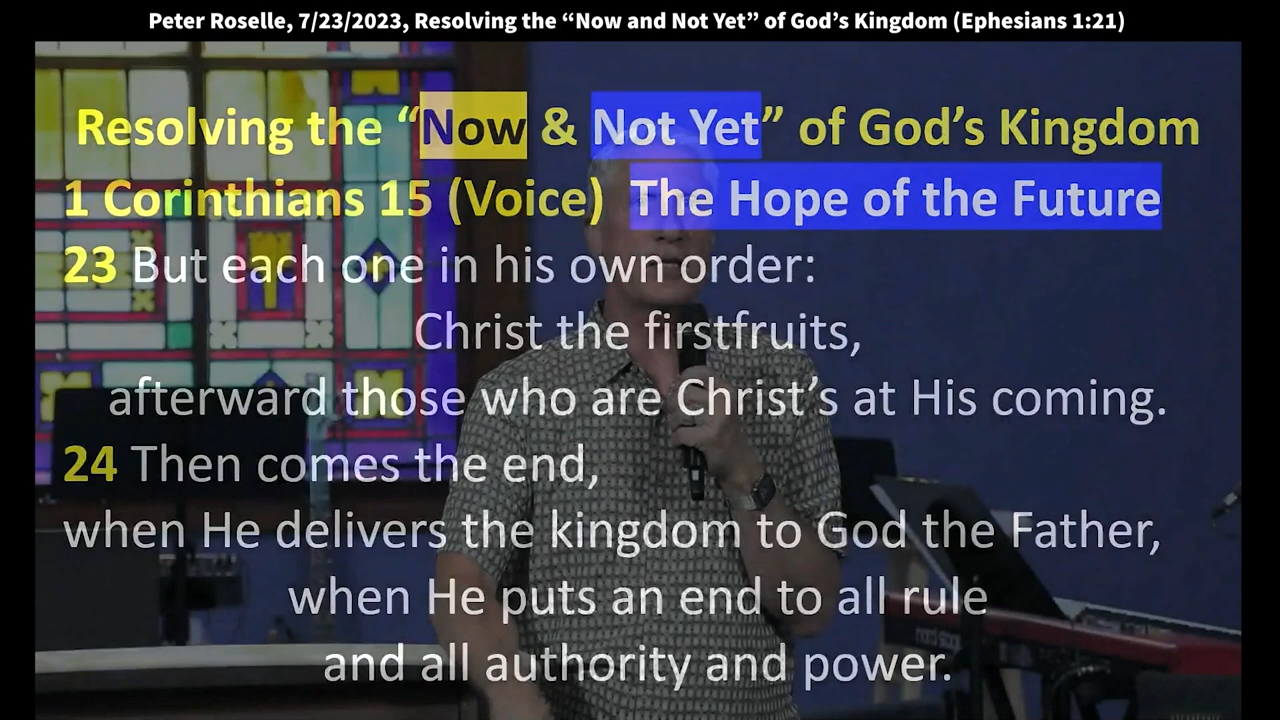 Peter Roselle, 7/23/2023, Resolving the “Now and Not Yet” of God’s Kingdom (Ephesians 1:21)
Resolving the “Now & Not Yet” of God’s Kingdom
1 Corinthians 15 (Voice) The Hope of the Future
23 But each one in his own order:
Christ the firstfruits,
afterward those who are Christ’s at His coming.
24 Then comes the end,
when He delivers the kingdom to God the Father,
when He puts an end to all rule
and all authority and power.